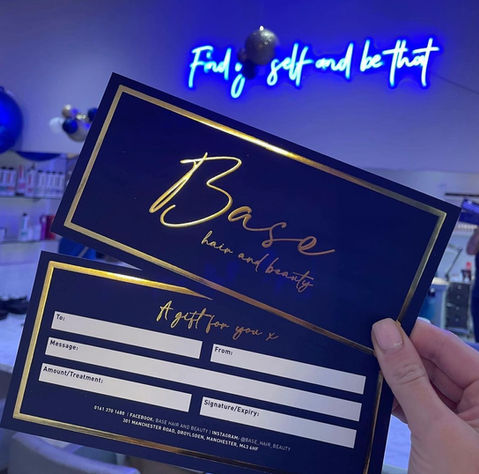 Find yourself and be that
Base
hair and beauty
A gift for you x
To:
From:
Message:
Amount/Treatment:
Signature/Expiry:
0161 370 1680 | FACEBOOK: BASE HAIR AND BEAUTY | INSTAGRAM: @BASE_HAIR_BEAUTY
301 MANCHESTER ROAD, DROYLSDEN, MANCHESTER, M43 6HF